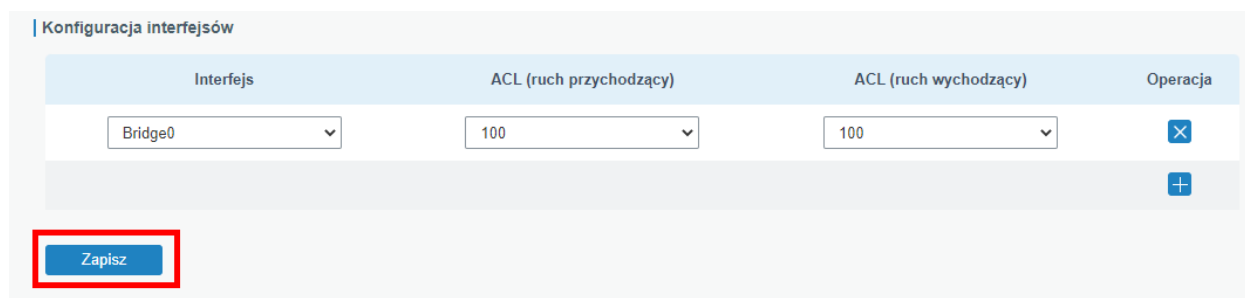 Konfiguracja interfejsów
Interfejs ACL (ruch przychodzący) ACL (ruch wychodzący) Operacja
Bridge0 100 100
Zapisz